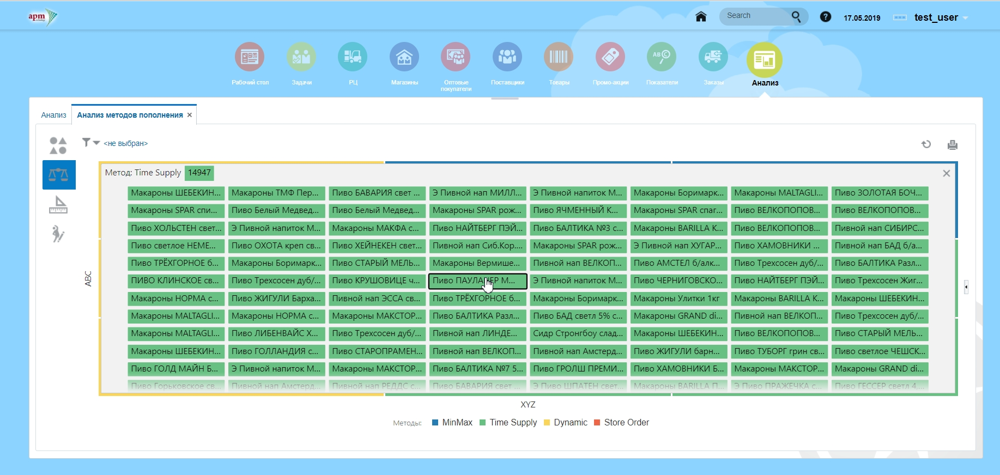 apm
technology
Search
17.05.2019
test_user
Рабочий стол
Задачи
РЦ
Магазины
Оптовые
покупатели
Поставщики
Товары
Промо-акции
Показатели
Заказы
Анализ
Анализ
Анализ методов пополнения
<не выбран>
Метод: Time Supply 14947
Макароны ШЕБЕКИН... Макароны ТМФ Пер... Пиво БАВАРИЯ свет ... Э Пивной нап МИЛЛ... Э Пивной напиток М... Макароны Боримарк... Макароны MALTAGLI... Пиво ЗОЛОТАЯ БОЧ...
Макароны SPAR спи... Пиво Белый Медвед... Пиво Белый Медвед... Макароны SPAR рож... Пиво ЯЧМЕННЫЙ К... Макароны SPAR спаг... Пиво ВЕЛКОПОПОВ... Пиво ВЕЛКОПОПОВ...
Пиво ХОЛЬСТЕН свет... Э Пивной напиток М... Макароны МАКФА с... Пиво НАЙТБЕРГ ПЭЙ... Пиво БАЛТИКА №3 с... Макароны BARILLA К... Пиво ВЕЛКОПОПОВ... Пивной нап СИБИРС...
Пиво светлое НЕМЕ... Пиво ОХОТА креп св... Пиво ХЕЙНЕКЕН свет... Пивной нап Сиб.Кор.... Макароны SPAR рож... Э Пивной нап ХУГАР... Пиво ХАМОВНИКИ ... Пивной нап БАД б/а...
Пиво ТРЁХГОРНОЕ б... Макароны Боримарк... Пиво СТАРЫЙ МЕЛЬ... Макароны Вермише... Пивной нап ВЕЛКОП... Пиво АМСТЕЛ б/алк... Пиво Трехсосен дуб/... Пиво БАЛТИКА Разл...
ПИВО КЛИНСКОЕ св... Пиво Трехсосен дуб/... Пиво КРУШОВИЦЕ ч... Пиво ПАУЛАНЕР М... Э Пивной напиток М... Пиво ЧЕРНИГОВСКО... Пиво НАЙТБЕРГ ПЭЙ... Пиво Трехсосен Жиг...
Макароны НОРМА с... Пиво ЖИГУЛИ Барха... Пивной нап ЭССА св... Пиво ТРЁХГОРНОЕ б... Макароны Боримарк... Макароны Улитки 1кг Макароны BARILLA К... Макароны ШЕБЕКИН...
Макароны MALTAGLI... Макароны НОРМА с... Макароны МАКСТОР... Пиво БАЛТИКА Разл... Пиво БАД светл 5% с... Макароны GRAND di... Пивной нап ВЕЛКОП... Пиво Трехсосен дуб/...
Макароны MALTAGLI... Пиво ЛИБЕНВАЙС Х... Пиво Трехсосен дуб/... Пивной нап ЛИНДЕ... Сидр Стронгбоу слад... Макароны ШЕБЕКИН... Пиво ВЕЛКОПОПОВ... Пиво СТАРЫЙ МЕЛЬ...
Макароны ШЕБЕКИН... Пиво ГОЛЛАНДИЯ с... Пиво СТАРОПРАМЕН... Пивной нап ВЕЛКОП... Пивной нап Амстерд... Пиво ЖИГУЛИ барн... Пиво ТУБОРГ грин св... Пиво светлое ЧЕШСК...
Пиво ГОЛД МАЙН Б... Э Пивной напиток М... Макароны МАКСТОР... Пиво БАЛТИКА №7 5... Пиво ГРОЛШ ПРЕМИ... Пиво ХАМОВНИКИ Б... Макароны МАКСТОР... Макароны GRAND di...
Пиво Горьковское св... Пивной нап Амстерд... Пивной нап РЕДДС с... Пиво БАВАРИЯ свет ... Э Пиво ШПАТЕН свет... Макароны BARILLA П... Э Пиво ПРАЖЕЧКА с... Пиво ГЕССЕР светл 4,...
ABC
XYZ
Методы: MinMax Time Supply Dynamic Store Order